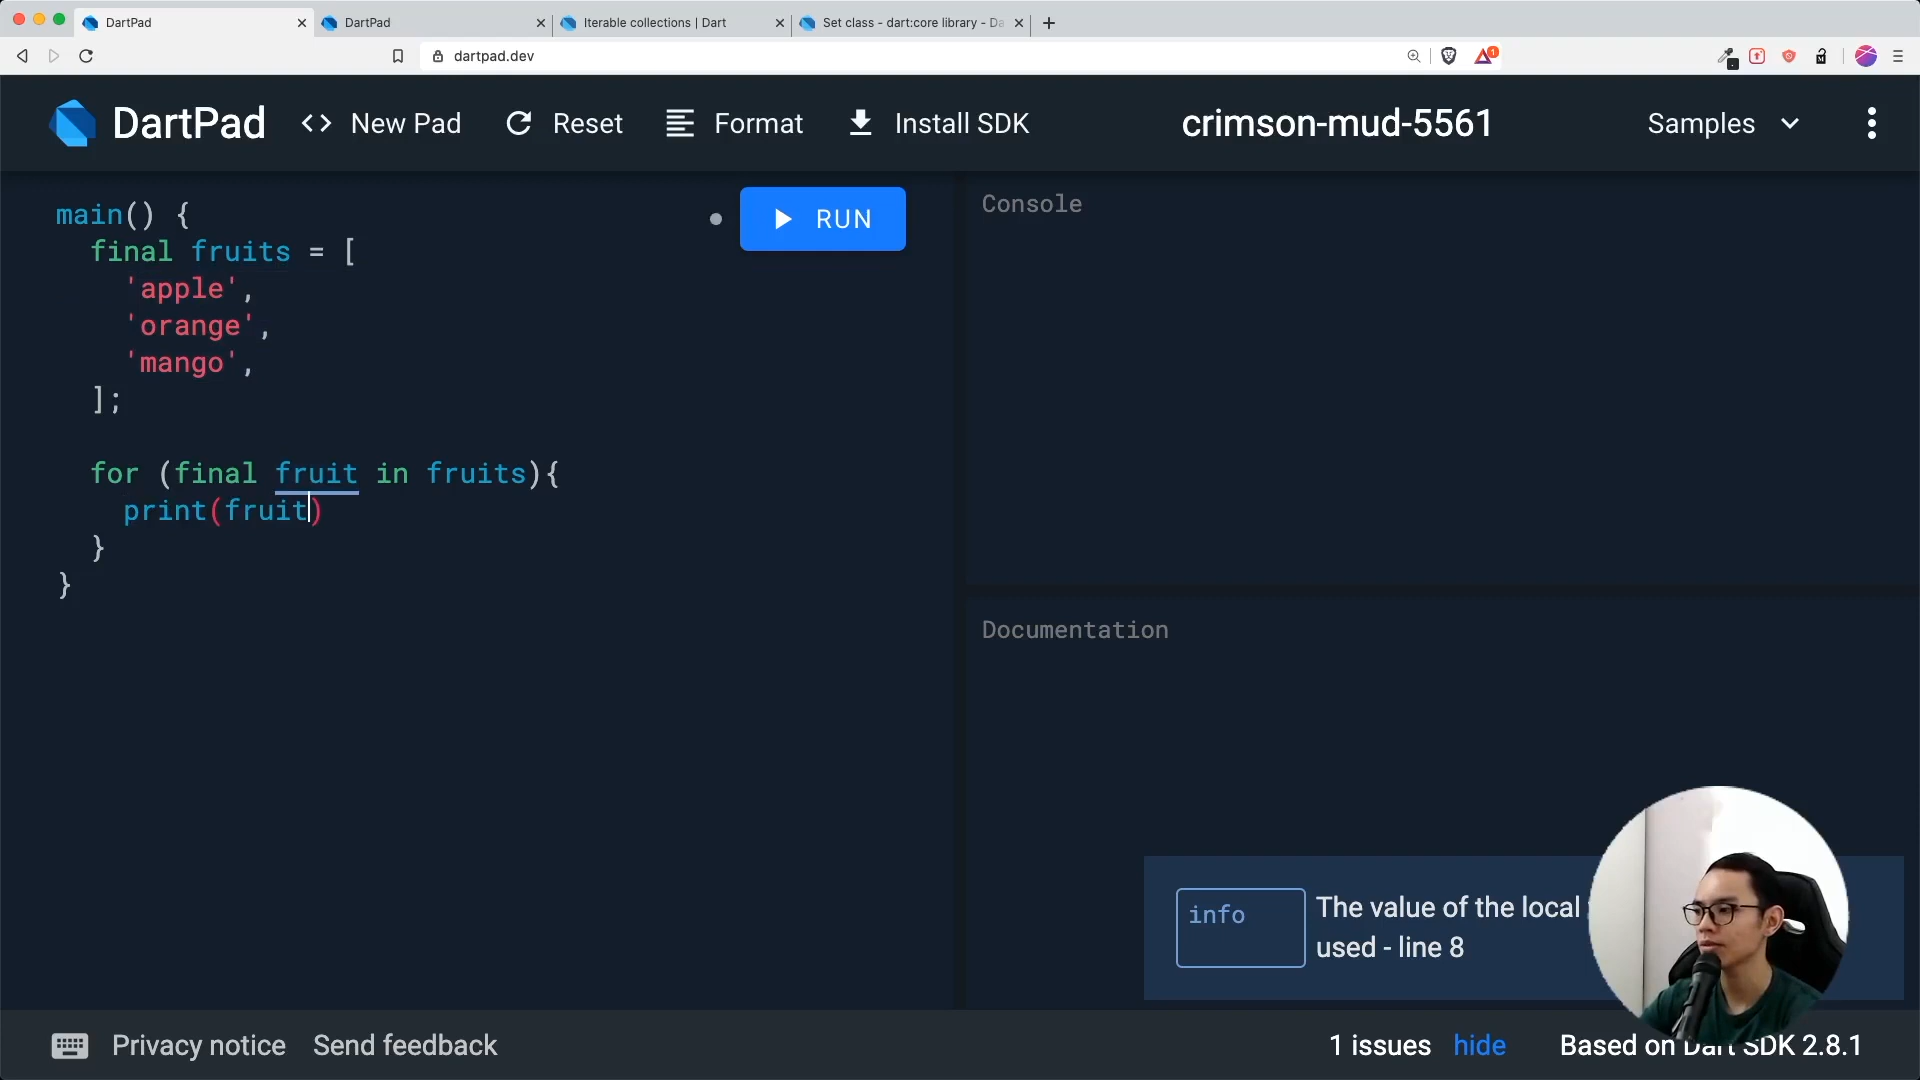 DartPad
DartPad
Iterable collections | Dart
Set class - dart:core library - Da
dartpad.dev
1
DartPad
<> New Pad
Reset
Format
Install SDK
crimson-mud-5561
Samples
main() {
RUN
final fruits = [
'apple',
'orange',
'mango',
];
for (final fruit in fruits){
print(fruit)
}
}
Console
Documentation
info
The value of the local
used - line 8
Privacy notice
Send feedback
1 issues
hide
Based on Dart SDK 2.8.1